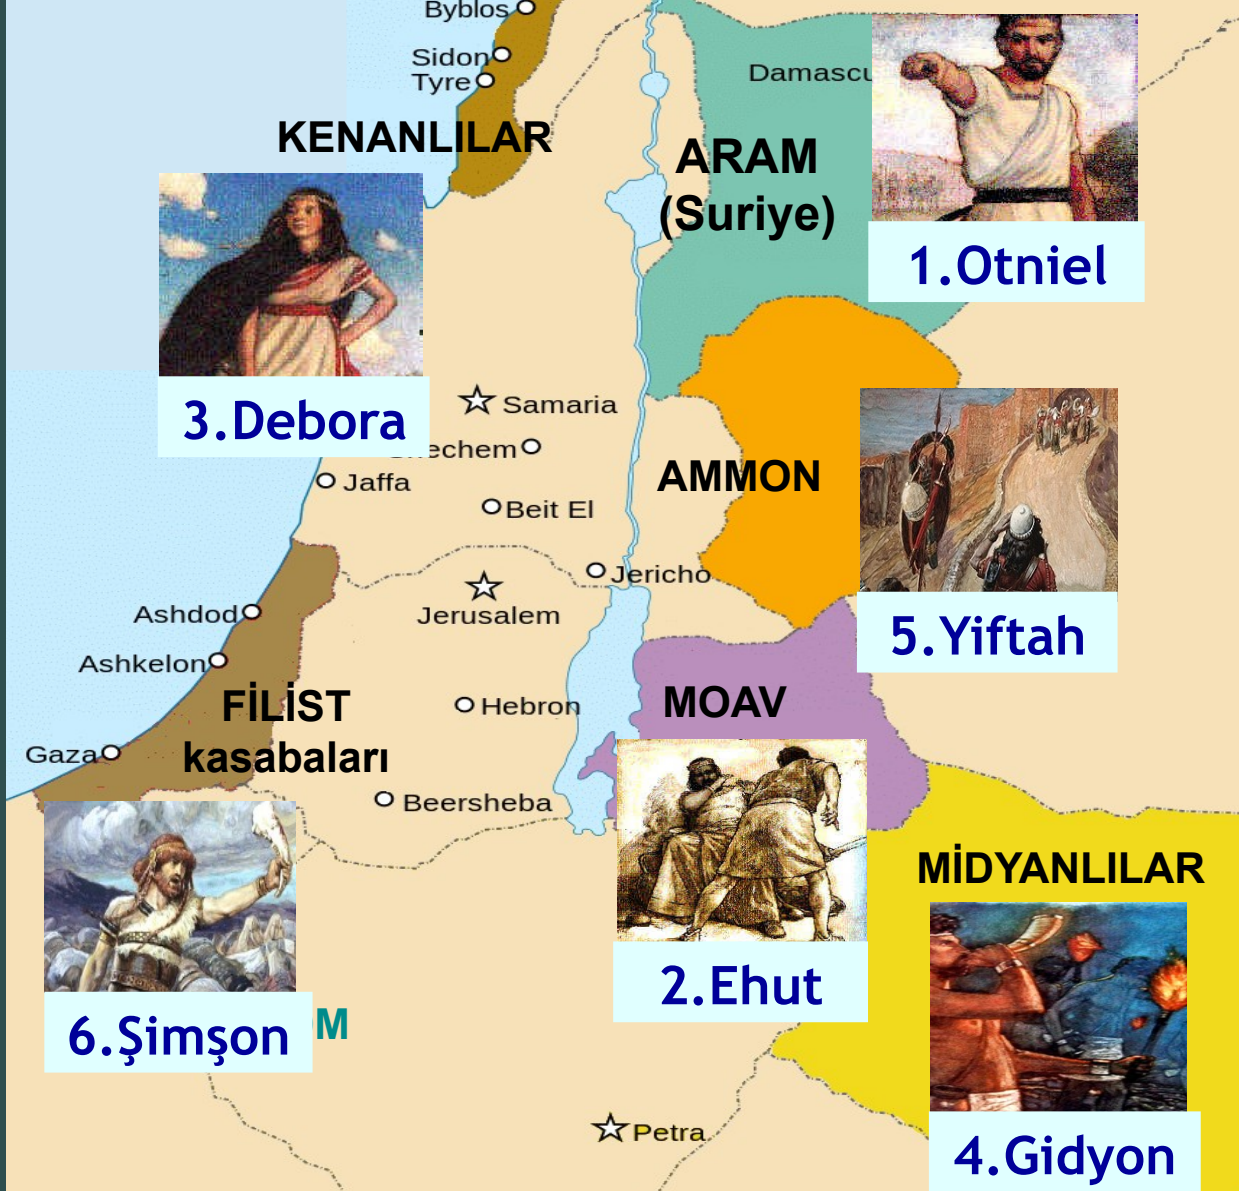 Byblos
Sidon
Tyre
Damascu
KENANLILAR
ARAM
(Suriye)
1.Otniel
3.Debora
Samaria
echem
Jaffa
AMMON
Beit El
Jericho
Jerusalem
Ashdod
5.Yiftah
Ashkelon
FİLİST
kasabaları
Hebron
MOAV
Gaza
Beersheba
MİDYANLILAR
2.Ehut
6.Şimşon
M
Petra
4.Gidyon